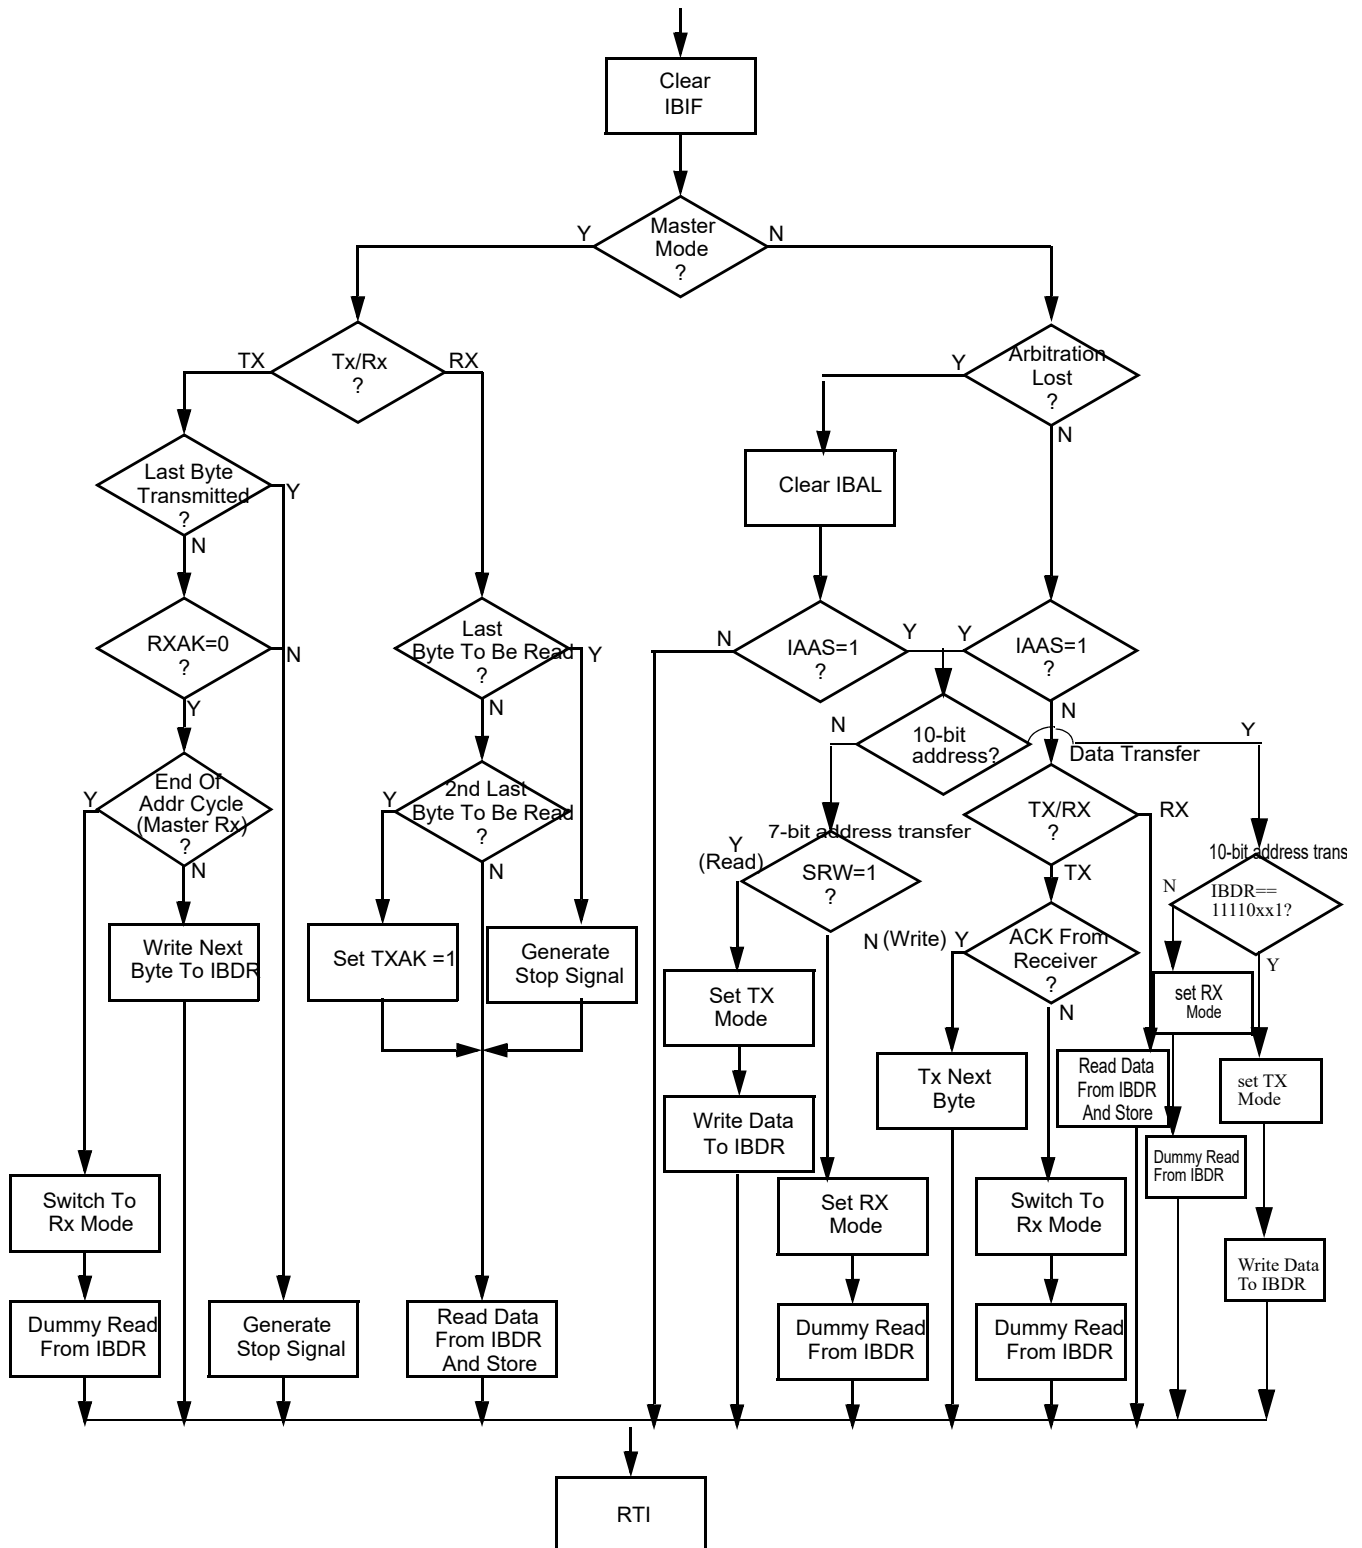 Clear
IBIF
Master
Mode
?
Y
N
Tx/Rx
?
TX
RX
Arbitration
Lost
?
Y
N
Last Byte
Transmitted
?
Y
N
Clear IBAL
RXAK=0
?
N
Y
Last
Byte To Be Read
?
Y
N
IAAS=1
?
N
Y
IAAS=1
?
Y
N
10-bit
address?
N
Y
Data Transfer
End Of
Addr Cycle
(Master Rx)
?
Y
N
2nd Last
Byte To Be Read
?
Y
N
7-bit address transfer
SRW=1
?
Y
(Read)
N (Write)
TX/RX
?
RX
TX
10-bit address trans
IBDR==
11110xx1?
N
Y
Write Next
Byte To IBDR
Set TXAK =1
Generate
Stop Signal
Set TX
Mode
ACK From
Receiver
?
Y
N
set RX
Mode
Tx Next
Byte
Read Data
From IBDR
And Store
set TX
Mode
Write Data
To IBDR
Dummy Read
From IBDR
Switch To
Rx Mode
Set RX
Mode
Switch To
Rx Mode
Write Data
To IBDR
Dummy Read
From IBDR
Generate
Stop Signal
Read Data
From IBDR
And Store
Dummy Read
From IBDR
Dummy Read
From IBDR
RTI